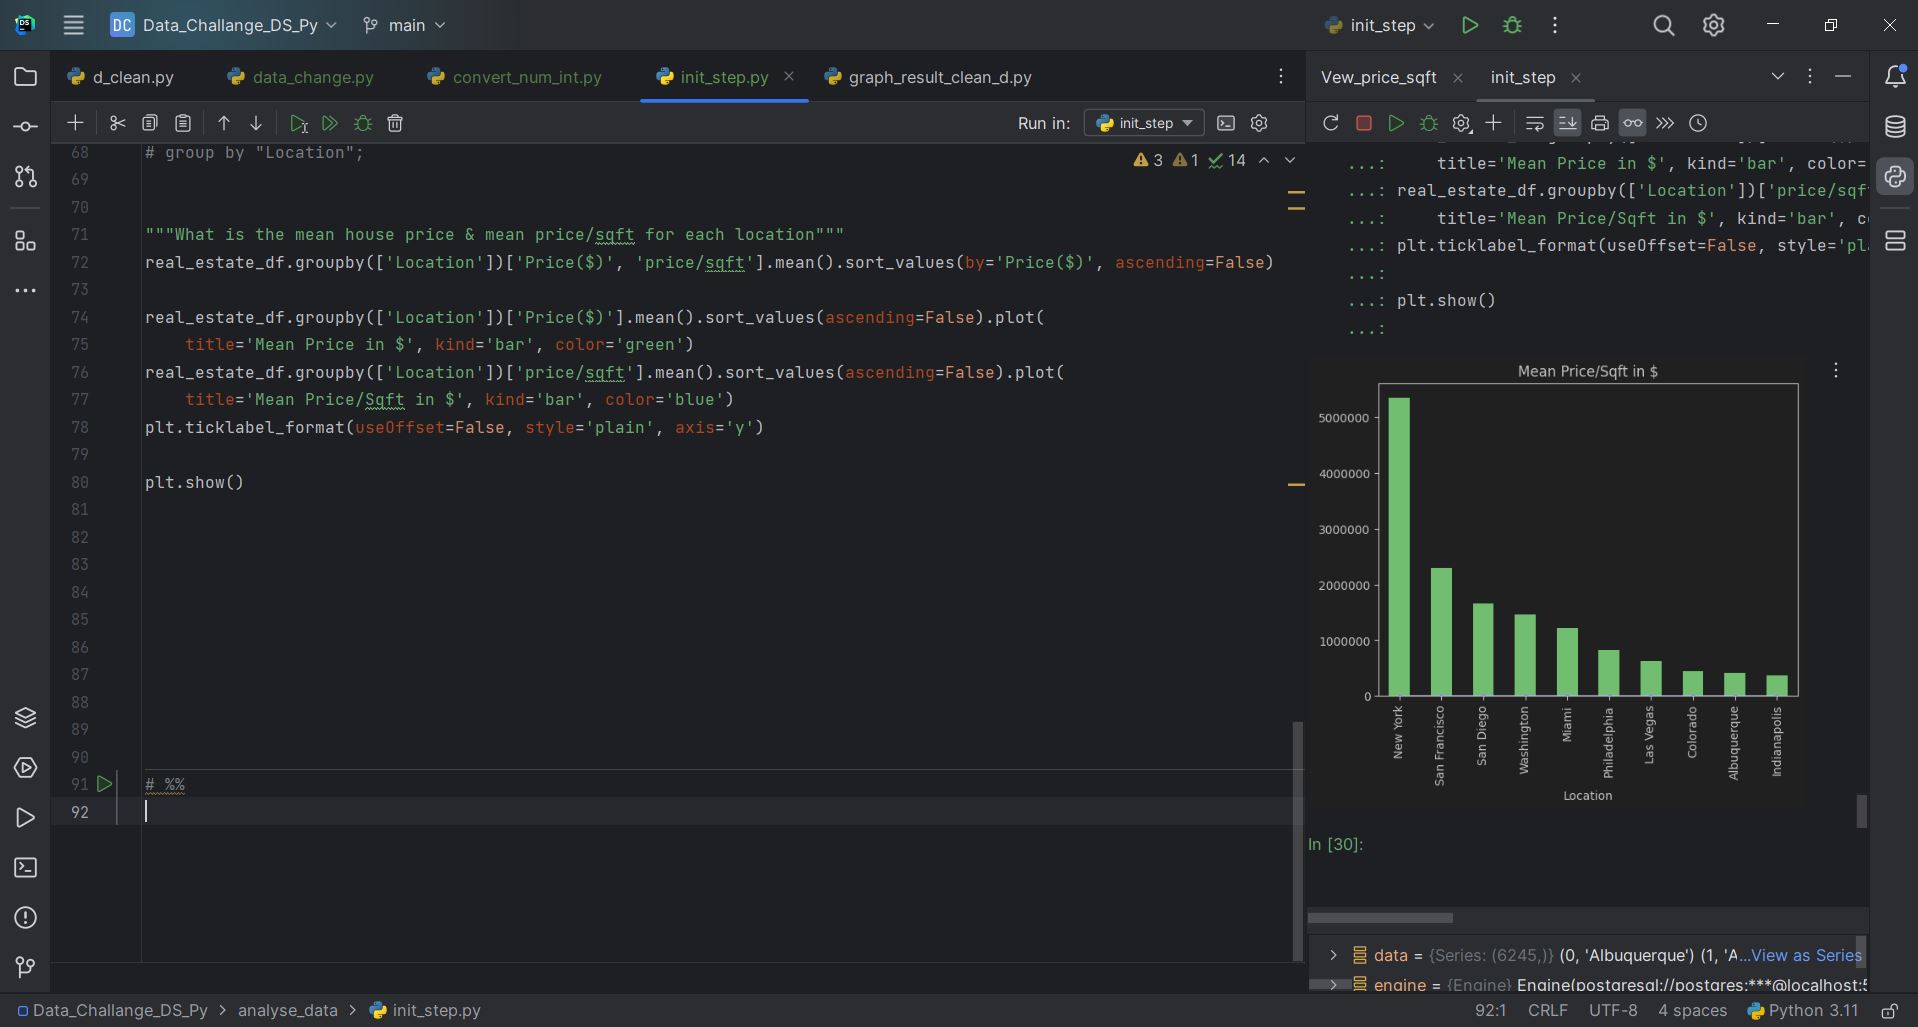 DC Data_Challange_DS_Py main init_step
d_clean.py data_change.py convert_num_int.py init_step.py graph_result_clean_d.py
Run in: init_step
3 1 14
68 # group by "Location";
69
70
71 """What is the mean house price & mean price/sqft for each location"""
72 real_estate_df.groupby(['Location'])['Price($)', 'price/sqft'].mean().sort_values(by='Price($)', ascending=False)
73
74 real_estate_df.groupby(['Location'])['Price($)'].mean().sort_values(ascending=False).plot(
75 title='Mean Price in $', kind='bar', color='green')
76 real_estate_df.groupby(['Location'])['price/sqft'].mean().sort_values(ascending=False).plot(
77 title='Mean Price/Sqft in $', kind='bar', color='blue')
78 plt.ticklabel_format(useOffset=False, style='plain', axis='y')
79
80 plt.show()
81
82
83
84
85
86
87
88
89
90
91 # %%
92
Vew_price_sqft init_step
...: title='Mean Price in $', kind='bar', color=
...: real_estate_df.groupby(['Location'])['price/sqf
...: title='Mean Price/Sqft in $', kind='bar', c
...: plt.ticklabel_format(useOffset=False, style='pl
...:
...: plt.show()
...:
Mean Price/Sqft in $
5000000
4000000
3000000
2000000
1000000
0
New York
San Francisco
San Diego
Washington
Miami
Philadelphia
Las Vegas
Colorado
Albuquerque
Indianapolis
Location
In [30]:
data = {Series: (6245,)} (0, 'Albuquerque') (1, 'A...View as Series
engine = {Engine} Engine(postgresql://postgres:***@localhost:5
Data_Challange_DS_Py > analyse_data > init_step.py
92:1 CRLF UTF-8 4 spaces Python 3.11